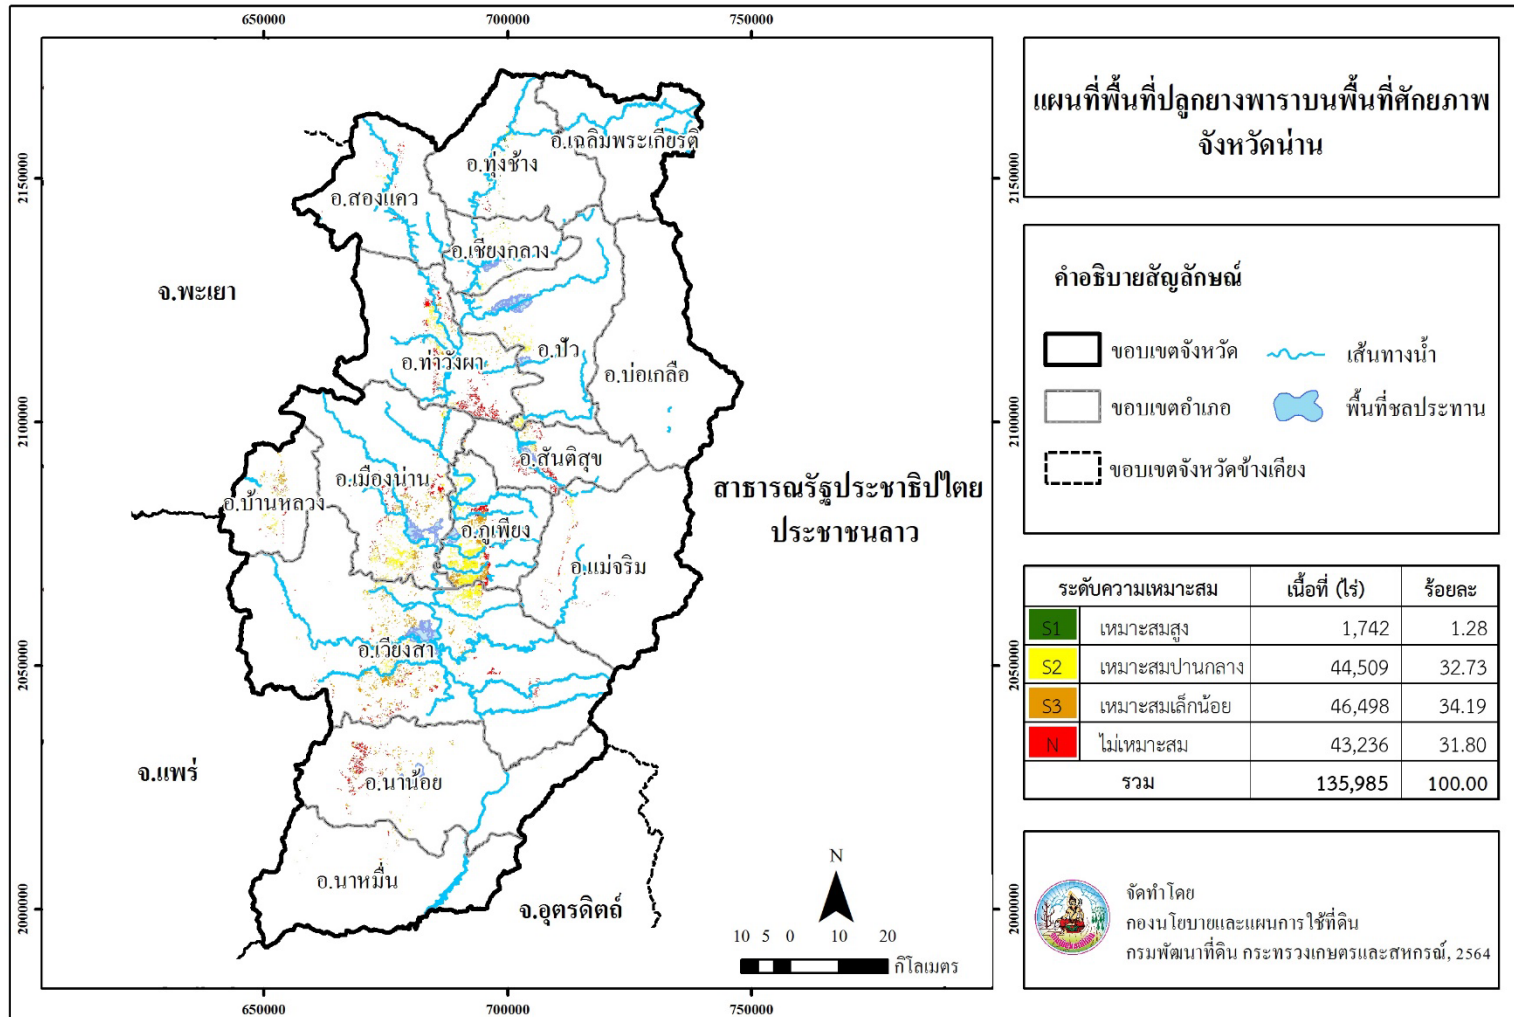 650000
700000
750000
2150000
2100000
2050000
2000000
2150000
2100000
2050000
2000000
650000
700000
750000
อ.เฉลิมพระเกียรติ
อ.ทุ่งช้าง
อ.สองแคว
อ.เชียงกลาง
จ.พะเยา
อ.ปัว
อ.ท่าวังผา
อ.บ่อเกลือ
อ.สันติสุข
อ.เมืองน่าน
อ.บ้านหลวง
อ.ภูเพียง
อ.แม่จริม
สาธารณรัฐประชาธิปไตย
ประชาชนลาว
อ.เวียงสา
จ.แพร่
อ.นาน้อย
อ.นาหมื่น
จ.อุตรดิตถ์
N
10 5 0 10 20
กิโลเมตร
แผนที่พื้นที่ปลูกยางพาราบนพื้นที่ศักยภาพ
จังหวัดน่าน
คำอธิบายสัญลักษณ์
ขอบเขตจังหวัด เส้นทางน้ำ
ขอบเขตอำเภอ พื้นที่ชลประทาน
ขอบเขตจังหวัดข้างเคียง
ระดับความเหมาะสม เนื้อที่ (ไร่) ร้อยละ
S1 เหมาะสมสูง 1,742 1.28
S2 เหมาะสมปานกลาง 44,509 32.73
S3 เหมาะสมเล็กน้อย 46,498 34.19
N ไม่เหมาะสม 43,236 31.80
รวม 135,985 100.00
จัดทำโดย
กองนโยบายและแผนการใช้ที่ดิน
กรมพัฒนาที่ดิน กระทรวงเกษตรและสหกรณ์, 2564